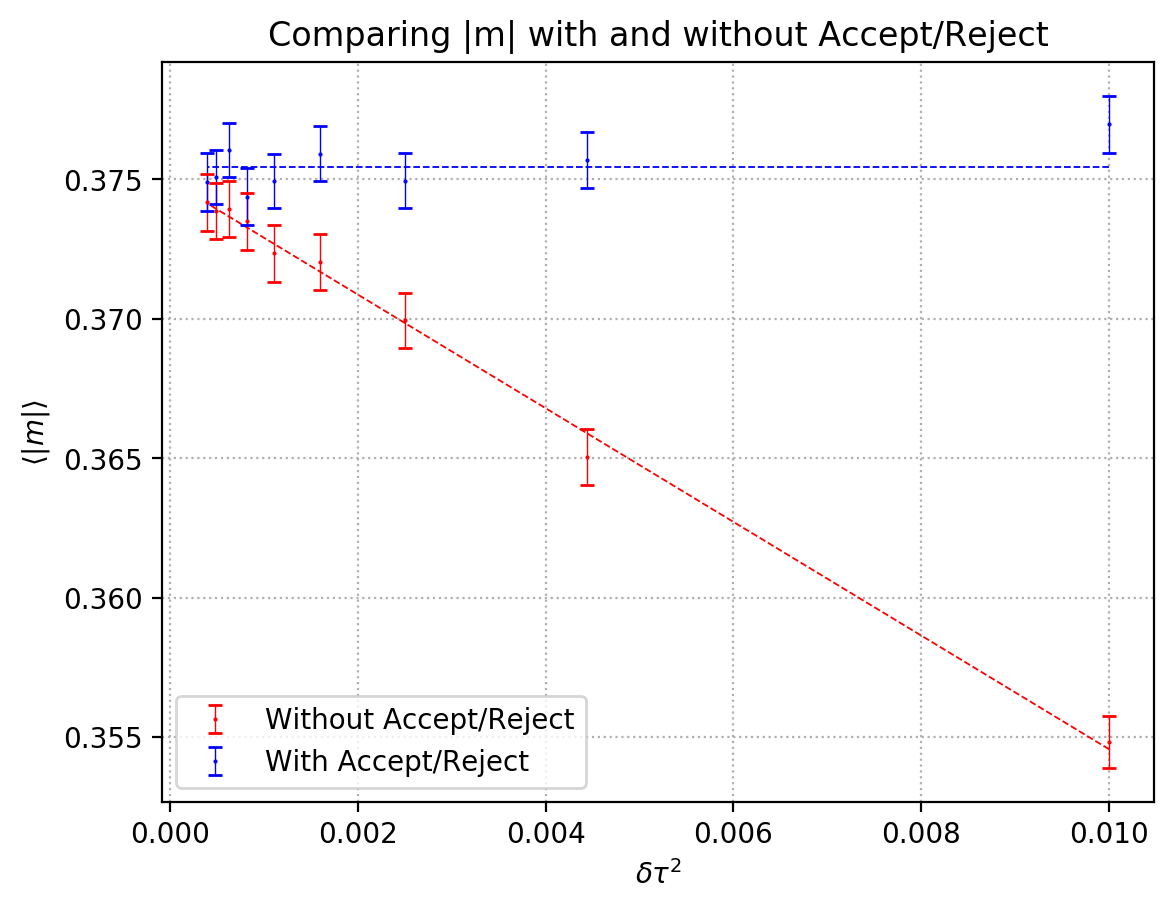 Comparing |m| with and without Accept/Reject
⟨|m|⟩
0.375
0.370
0.365
0.360
0.355
Without Accept/Reject
With Accept/Reject
0.000 0.002 0.004 0.006 0.008 0.010
δτ²